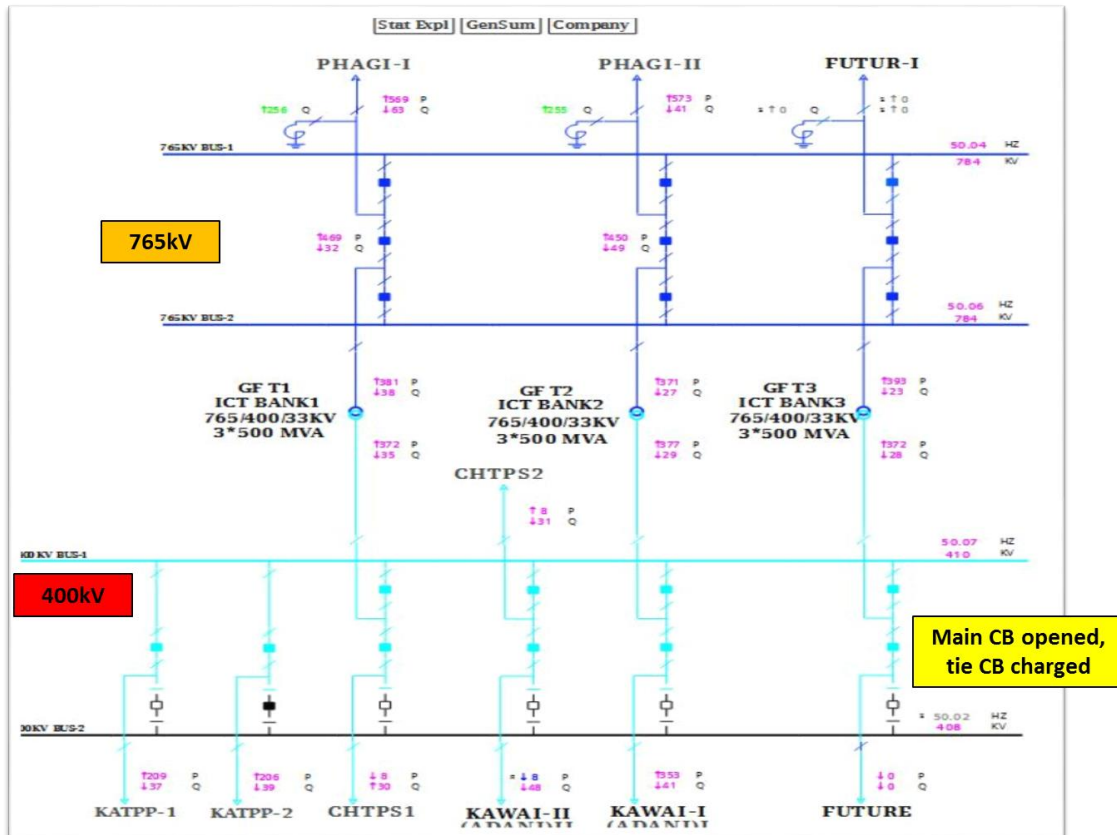 Stat Expl GenSum Company
PHAGI-I PHAGI-II FUTUR-I
↑256 Q ↑569 P ↑255 Q ↑573 P s ↑ 0 Q s ↑ 0
↓63 Q ↓41 Q s ↑ 0
765KV BUS-1 50.04 HZ
784 KV
765kV
↑469 P ↑450 P
↓32 Q ↓49 Q
765KV BUS-2 50.06 HZ
784 KV
GF T1 GF T2 GF T3
ICT BANK1 ICT BANK2 ICT BANK3
765/400/33KV 765/400/33KV 765/400/33KV
3*500 MVA 3*500 MVA 3*500 MVA
↑381 P ↑371 P ↑393 P
↓38 Q ↓27 Q ↓23 Q
↑372 P ↑377 P ↑372 P
↓35 Q ↓29 Q ↓28 Q
CHTPS2
↑ 8 P
↓31 Q
00 KV BUS-1 50.07 HZ
410 KV
400kV
Main CB opened,
tie CB charged
00KV BUS-2 s 50.02 HZ
408 KV
↑209 P ↑206 P ↓ 8 P s ↓ 8 P ↑353 P ↓ 0 P
↓37 Q ↓39 Q ↑30 Q ↓48 Q ↓41 Q ↓ 0 Q
KATPP-1 KATPP-2 CHTPS1 KAWAI-II KAWAI-I FUTURE
(ADANI)II (ADANI)I